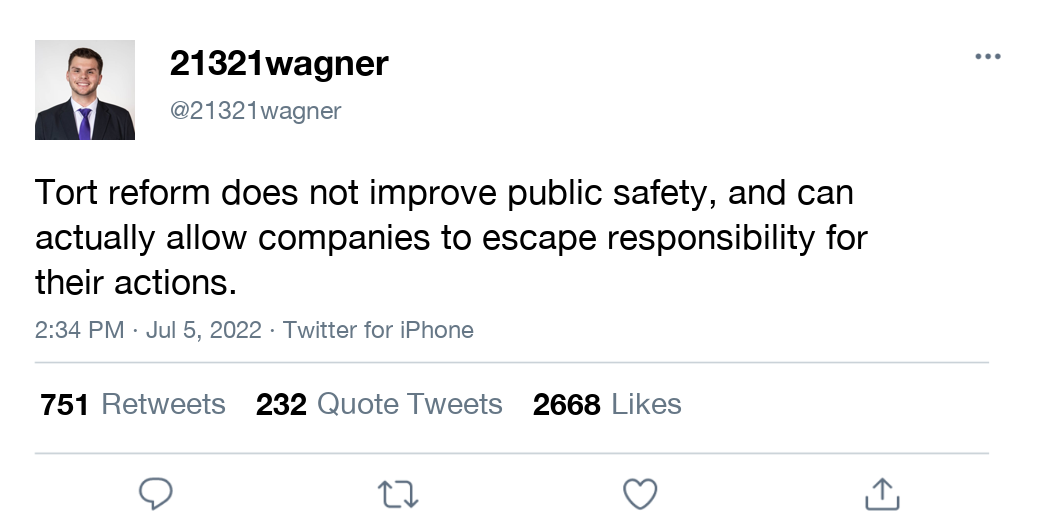 21321wagner
@21321wagner
Tort reform does not improve public safety, and can
actually allow companies to escape responsibility for
their actions.
2:34 PM · Jul 5, 2022 · Twitter for iPhone
751 Retweets 232 Quote Tweets 2668 Likes